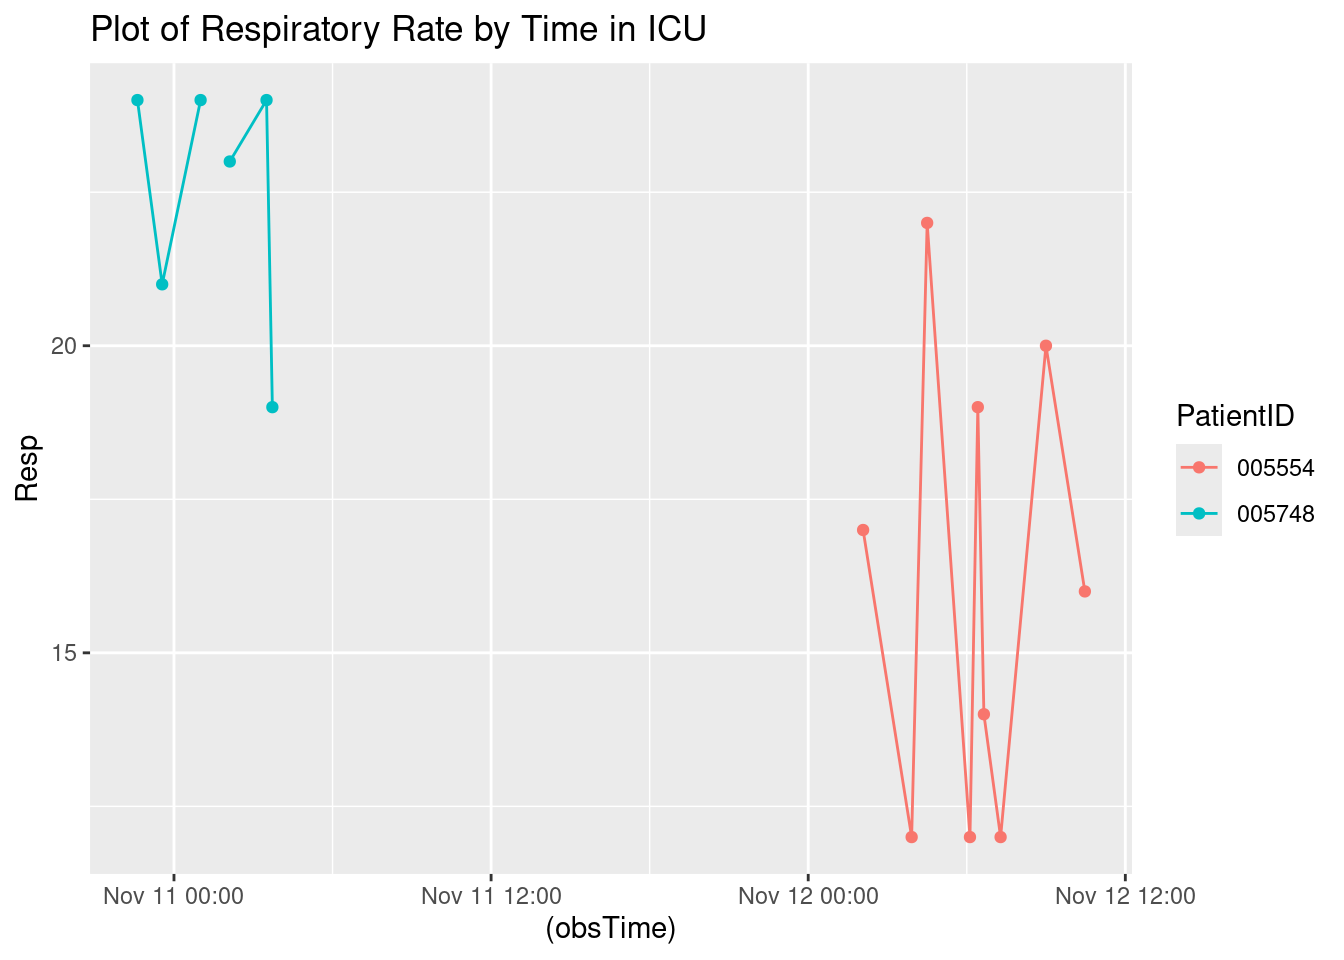 Plot of Respiratory Rate by Time in ICU
20
15
Resp
Nov 11 00:00
Nov 11 12:00
Nov 12 00:00
Nov 12 12:00
(obsTime)
PatientID
005554
005748